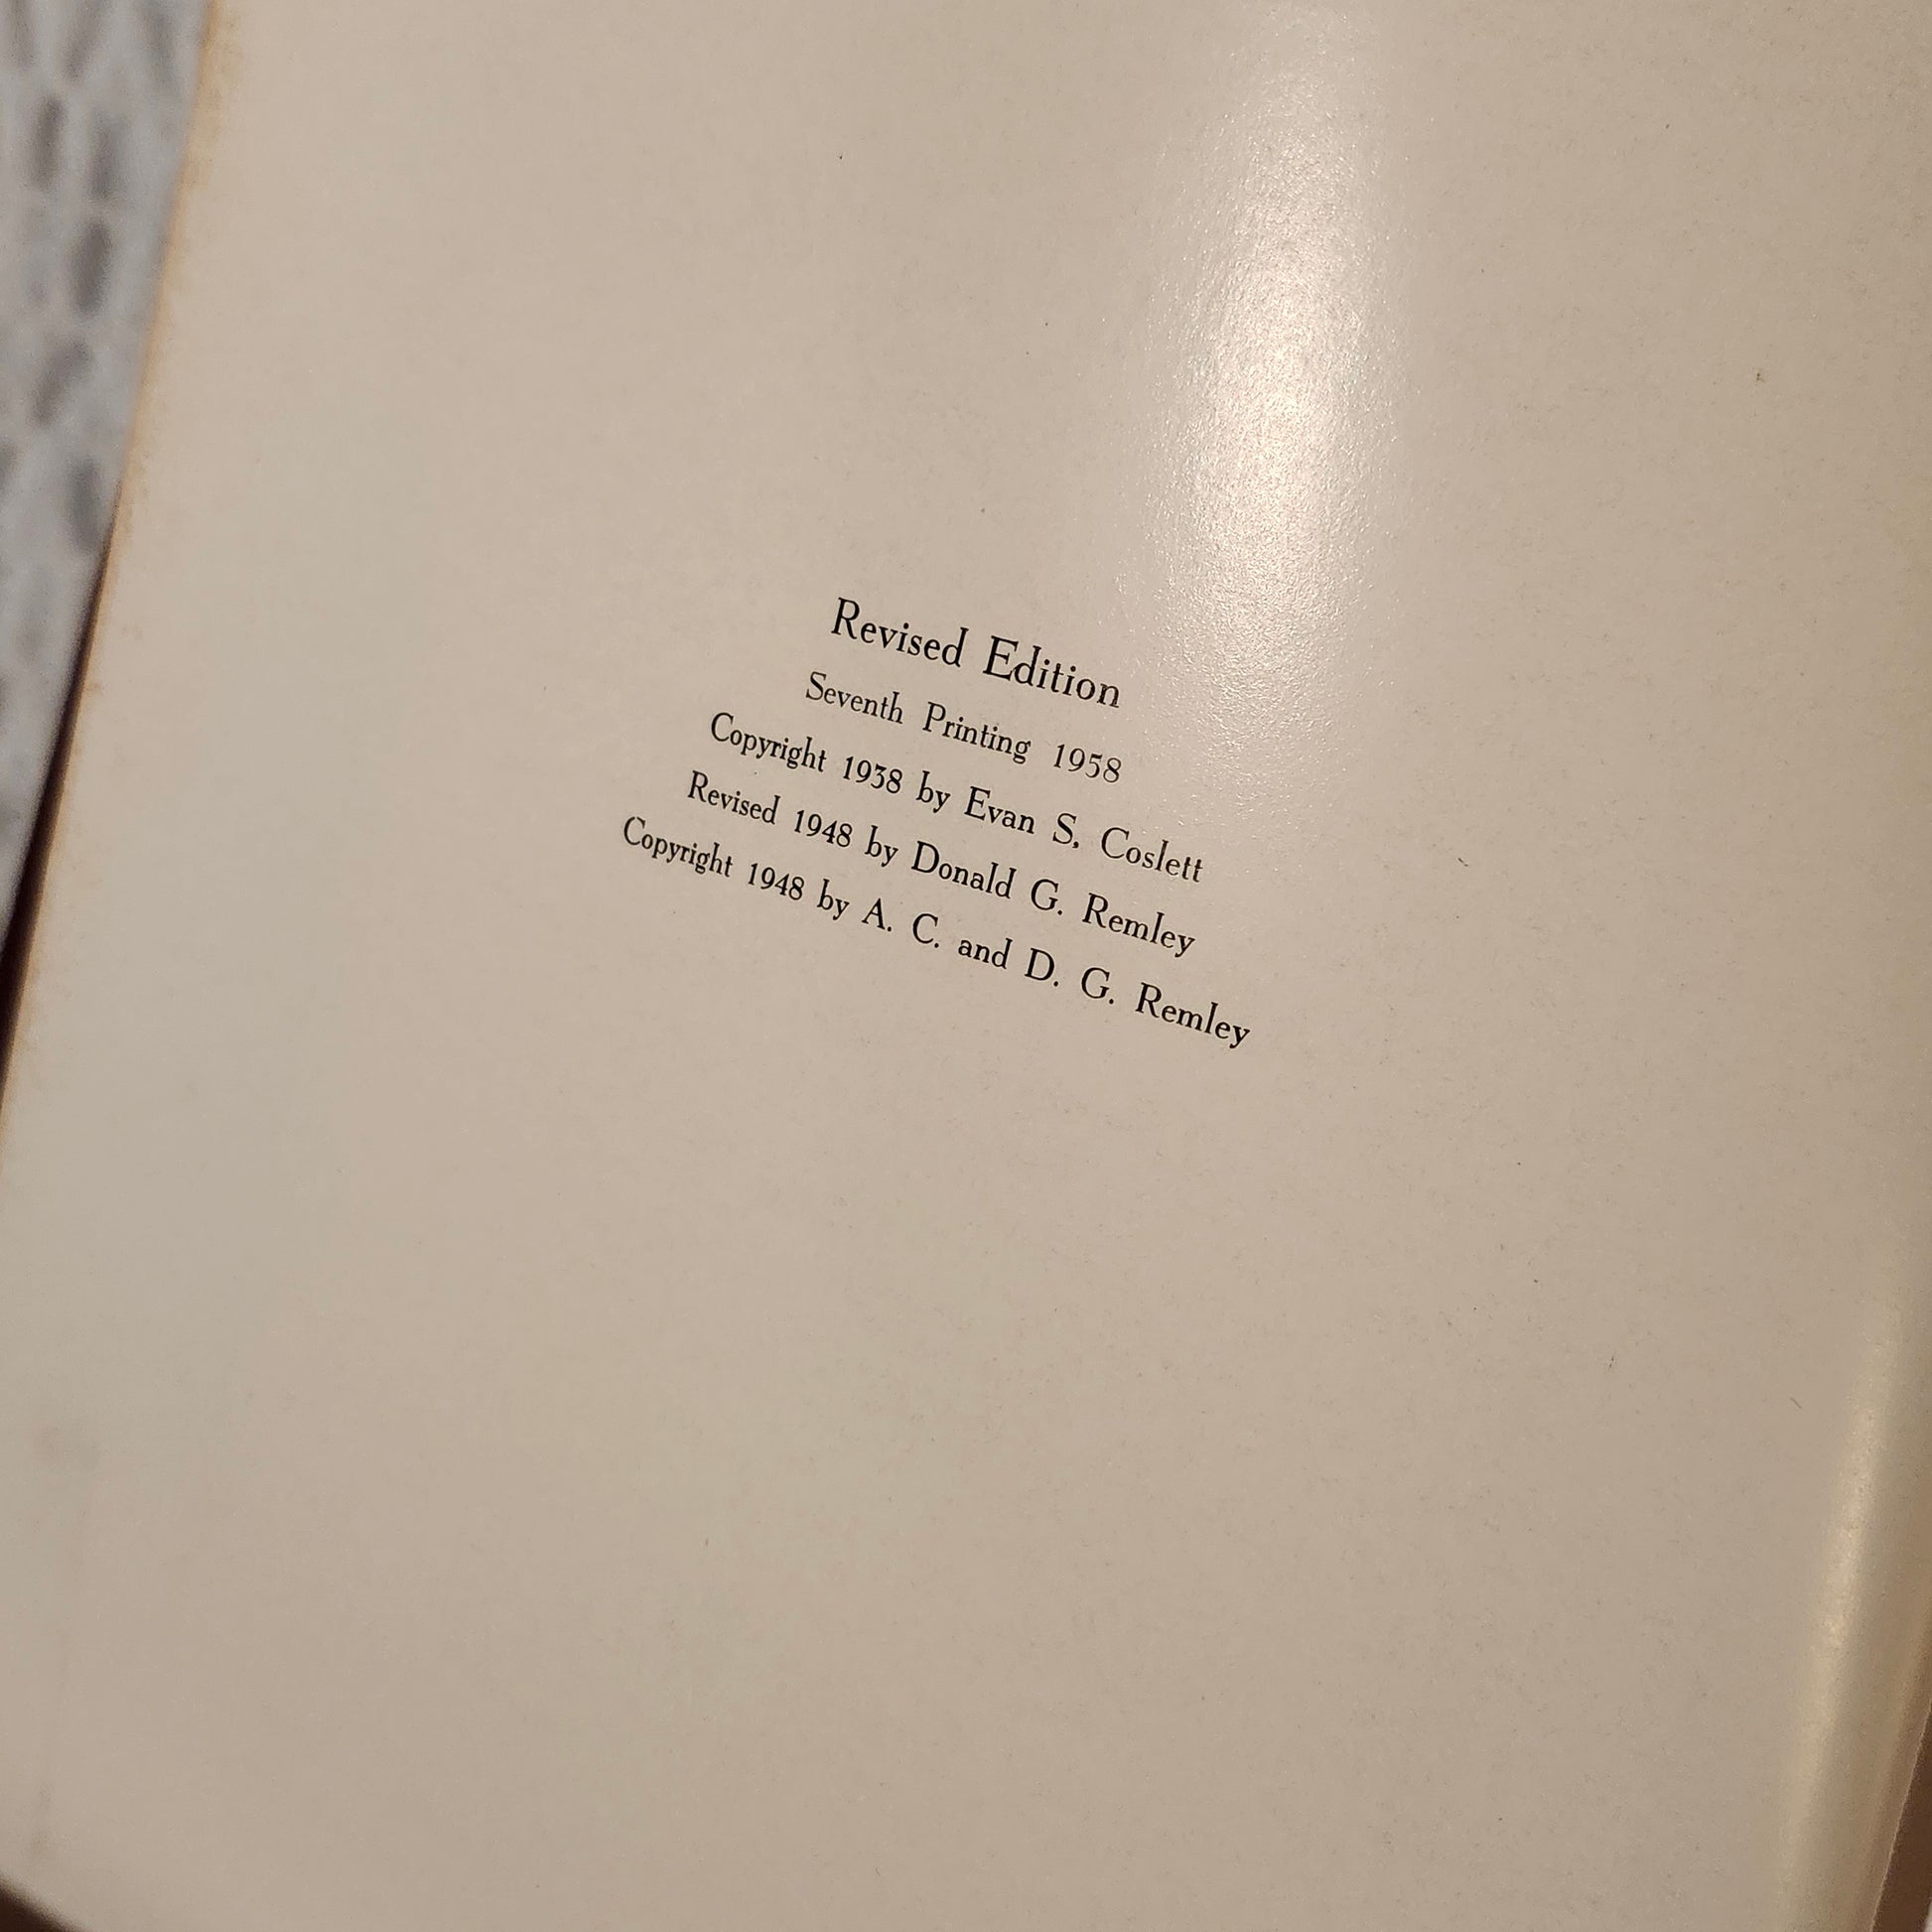 Revised Edition
Seventh Printing 1958
Copyright 1938 by Evan S. Coslett
Revised 1948 by Donald G. Remley
Copyright 1948 by A. C. and D. G. Remley